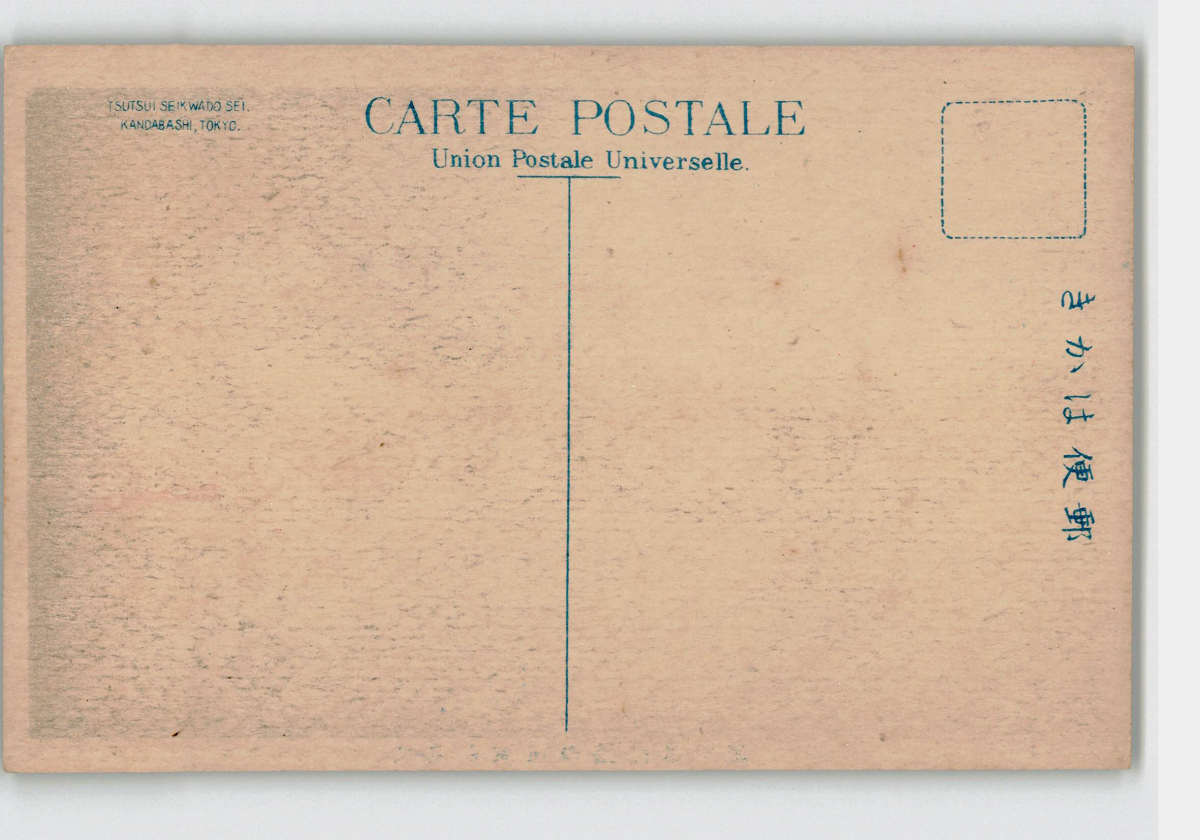 TSUTSUI SEIKWADO SEI.
KANDABASHI, TOKYO.
CARTE POSTALE
Union Postale Universelle.
きかは便郵